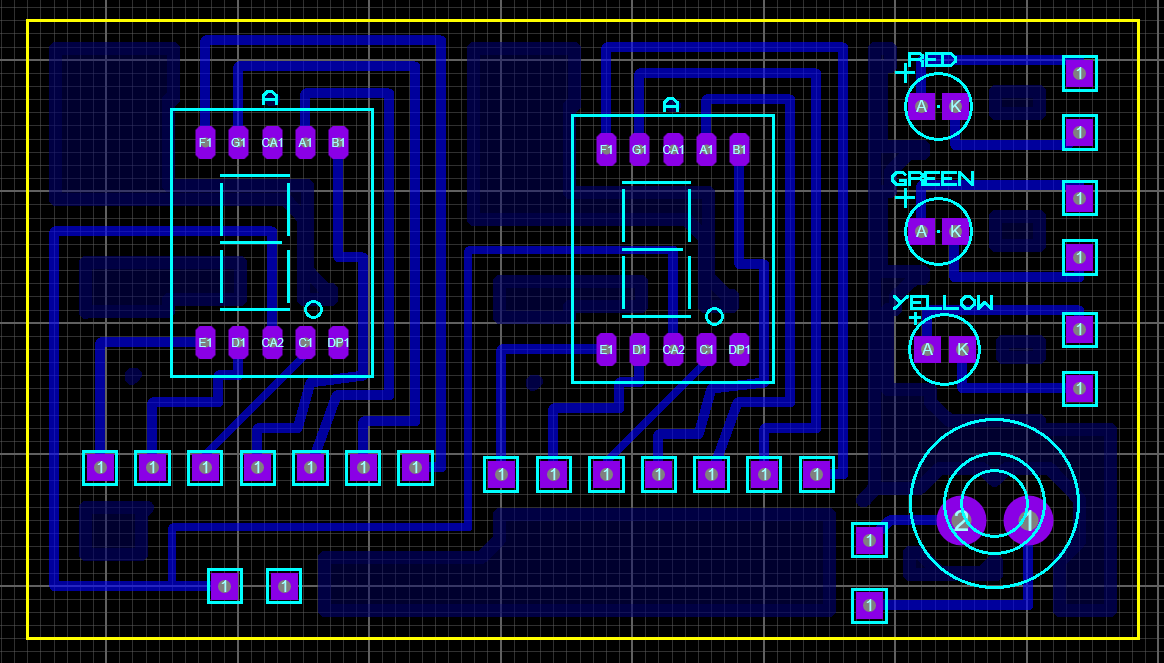 RED
A A
+
1
A K
1
F1 G1 CA1 A1 B1
F1 G1 CA1 A1 B1
GREEN
+
1
A K
1
YELLOW
+
1
E1 D1 CA2 C1 DP1
E1 D1 CA2 C1 DP1
A K
1
1 1 1 1 1 1 1
1 1 1 1 1 1 1
2 1
1
1 1
1